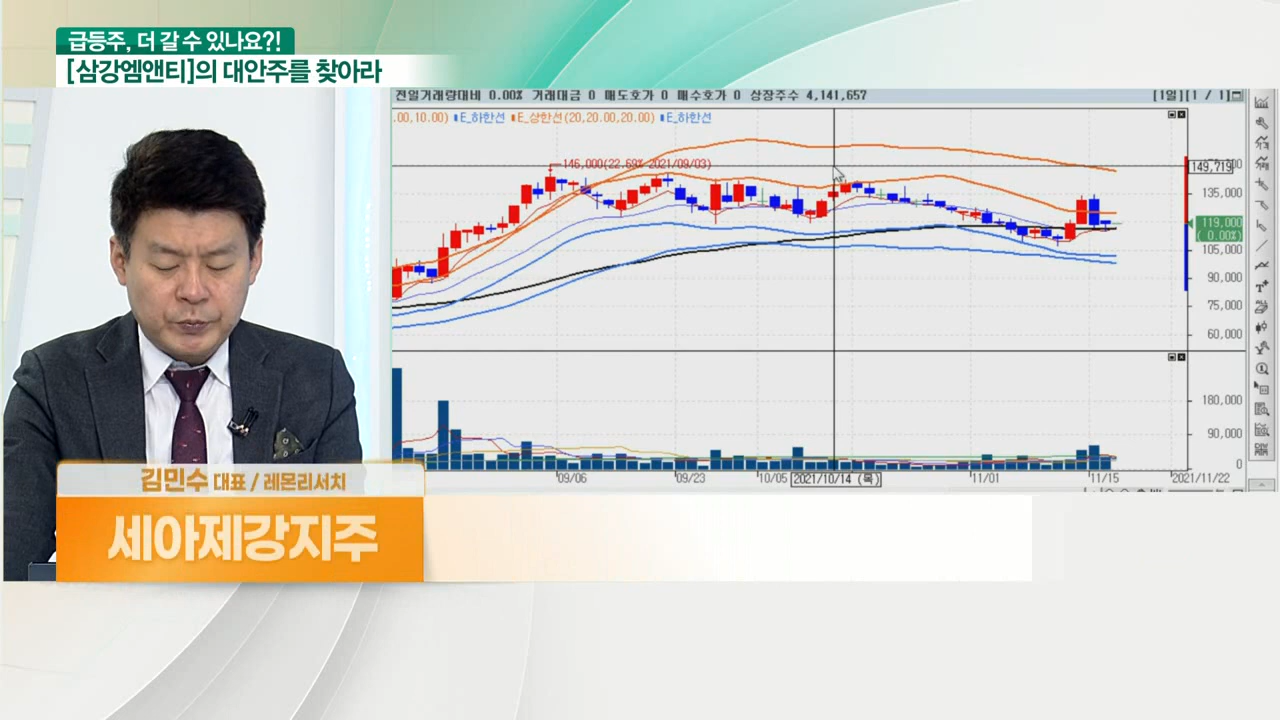 급등주, 더 갈 수 있나요?!
[삼강엠앤티]의 대안주를 찾아라
전일거래량대비 0.00% 거래대금 0 매도호가 0 매수호가 0 상장주수 4,141,657
[1일][1 / 1]
.00,10.00) E_하한선 E_상한선(20,20.00,20.00) E_하한선
146,000(22.69% 2021/09/03)
149,719
135,000
119,000
( 0.00%)
105,000
90,000
75,000
60,000
180,000
90,000
0
09/06 09/23 10/05 2021/10/14 (목) 11/01 11/15 2021/11/22
김민수 대표 / 레몬리서치
세아제강지주